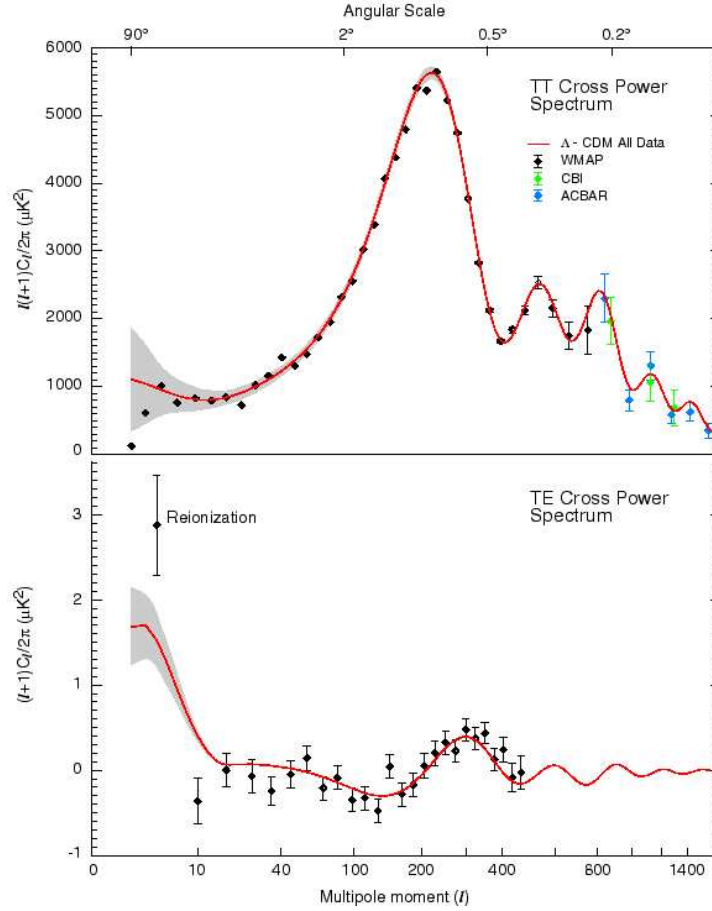 Angular Scale
90° 2° 0.5° 0.2°
6000
5000
4000
3000
2000
1000
0
l(l+1)Cl/2π (μK2)
TT Cross Power
Spectrum
Λ - CDM All Data
WMAP
CBI
ACBAR
3
2
1
0
-1
(l+1)Cl/2π (μK2)
Reionization
TE Cross Power
Spectrum
0 10 40 100 200 400 800 1400
Multipole moment (l)